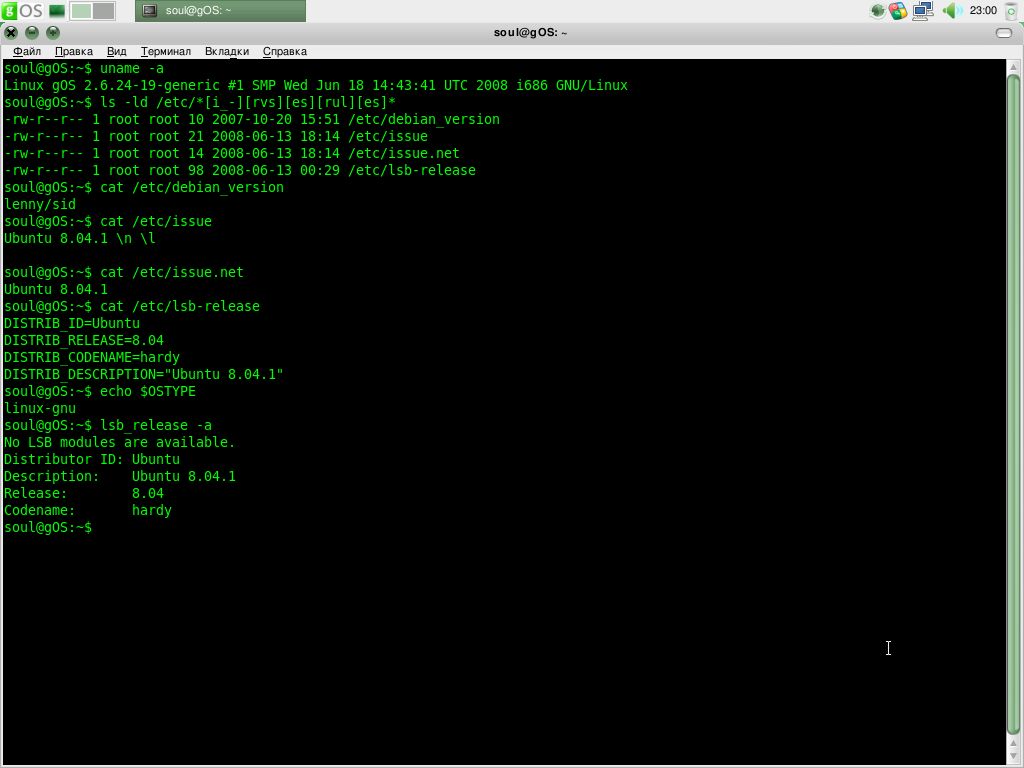 gOS
soul@gOS: ~
23:00
soul@gOS: ~
Файл Правка Вид Терминал Вкладки Справка
soul@gOS:~$ uname -a
Linux gOS 2.6.24-19-generic #1 SMP Wed Jun 18 14:43:41 UTC 2008 i686 GNU/Linux
soul@gOS:~$ ls -ld /etc/*[i_-][rvs][es][rul][es]*
-rw-r--r-- 1 root root 10 2007-10-20 15:51 /etc/debian_version
-rw-r--r-- 1 root root 21 2008-06-13 18:14 /etc/issue
-rw-r--r-- 1 root root 14 2008-06-13 18:14 /etc/issue.net
-rw-r--r-- 1 root root 98 2008-06-13 00:29 /etc/lsb-release
soul@gOS:~$ cat /etc/debian_version
lenny/sid
soul@gOS:~$ cat /etc/issue
Ubuntu 8.04.1 \n \l
soul@gOS:~$ cat /etc/issue.net
Ubuntu 8.04.1
soul@gOS:~$ cat /etc/lsb-release
DISTRIB_ID=Ubuntu
DISTRIB_RELEASE=8.04
DISTRIB_CODENAME=hardy
DISTRIB_DESCRIPTION="Ubuntu 8.04.1"
soul@gOS:~$ echo $OSTYPE
linux-gnu
soul@gOS:~$ lsb_release -a
No LSB modules are available.
Distributor ID: Ubuntu
Description:    Ubuntu 8.04.1
Release:        8.04
Codename:       hardy
soul@gOS:~$